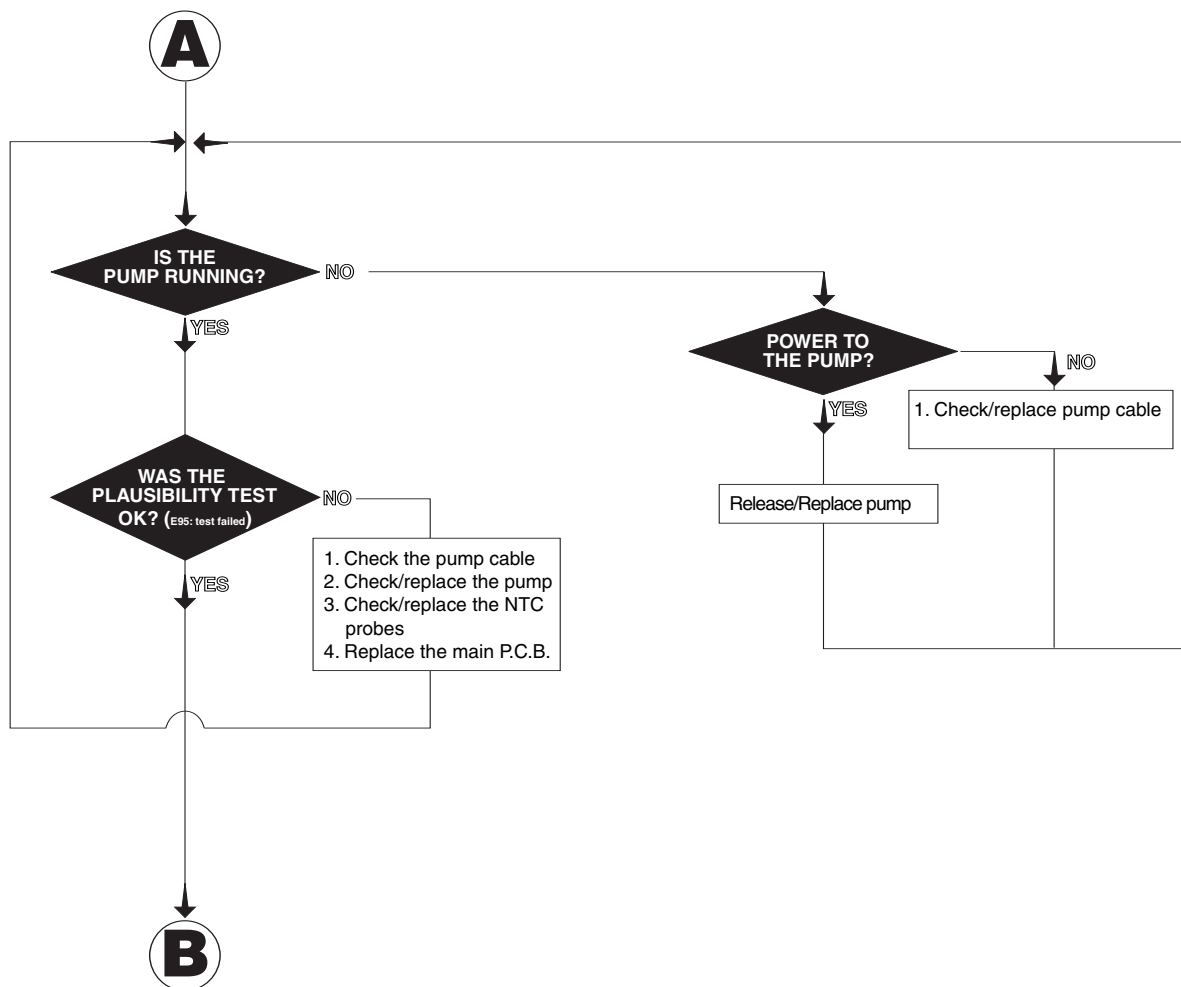 A
IS THE
PUMP RUNNING?
NO
YES
POWER TO
THE PUMP?
NO
YES
1. Check/replace pump cable
Release/Replace pump
WAS THE
PLAUSIBILITY TEST
OK? (E95: test failed)
NO
YES
1. Check the pump cable
2. Check/replace the pump
3. Check/replace the NTC
probes
4. Replace the main P.C.B.
B